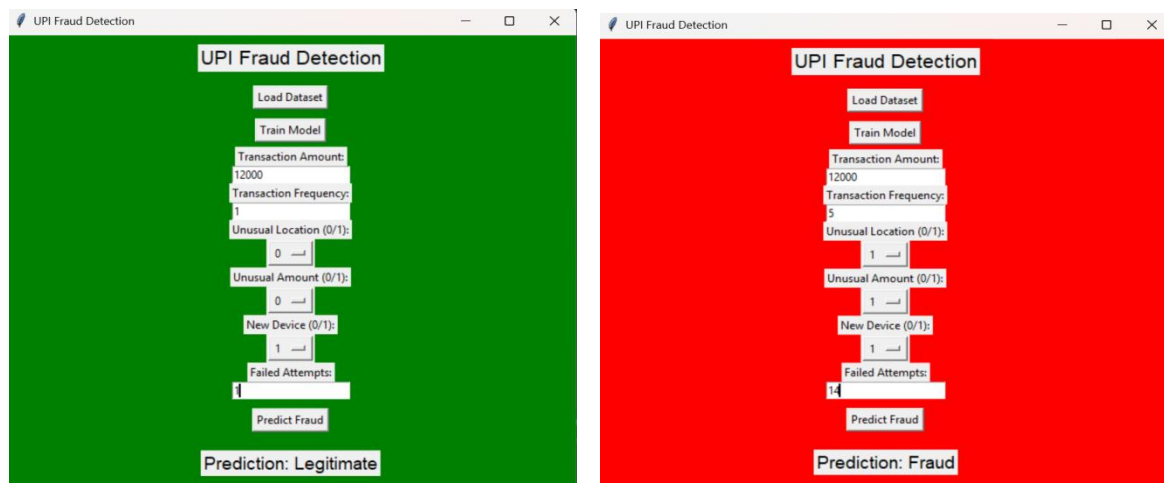 UPI Fraud Detection
UPI Fraud Detection
Load Dataset
Train Model
Transaction Amount:
12000
Transaction Frequency:
1
Unusual Location (0/1):
0
Unusual Amount (0/1):
0
New Device (0/1):
1
Failed Attempts:
1
Predict Fraud
Prediction: Legitimate
UPI Fraud Detection
UPI Fraud Detection
Load Dataset
Train Model
Transaction Amount:
12000
Transaction Frequency:
5
Unusual Location (0/1):
1
Unusual Amount (0/1):
1
New Device (0/1):
1
Failed Attempts:
14
Predict Fraud
Prediction: Fraud